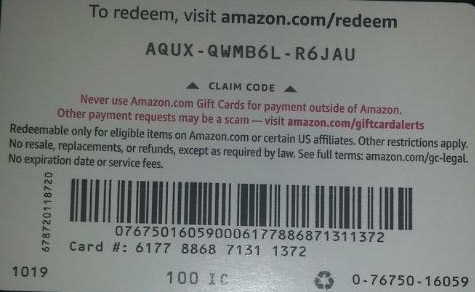 To redeem, visit amazon.com/redeem
AQUX-QWMB6L-R6JAU
CLAIM CODE
Never use Amazon.com Gift Cards for payment outside of Amazon.
Other payment requests may be a scam — visit amazon.com/giftcardalerts
Redeemable only for eligible items on Amazon.com or certain US affiliates. Other restrictions apply.
No resale, replacements, or refunds, except as required by law. See full terms: amazon.com/gc-legal.
No expiration date or service fees.
678720118720
076750160590006177886871311372
Card #: 6177 8868 7131 1372
1019
100 IC
0-76750-16059